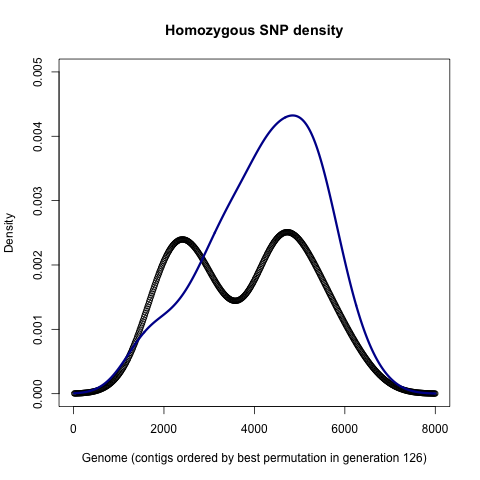 Homozygous SNP density
0.005
0.004
0.003
0.002
0.001
0.000
Density
0 2000 4000 6000 8000
Genome (contigs ordered by best permutation in generation 126)